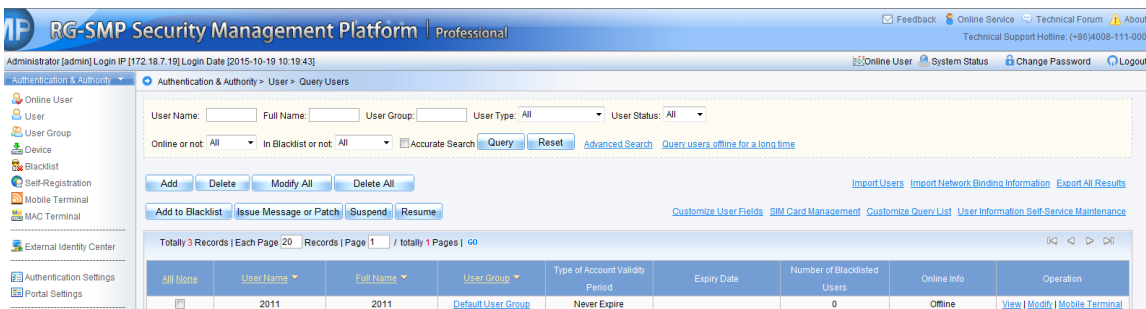 RG-SMP Security Management Platform | Professional
Feedback Online Service Technical Forum About
Technical Support Hotline: (+86)4008-111-000
Administrator [admin] Login IP [172.18.7.19] Login Date [2015-10-19 10:19:43]
Online User System Status Change Password Logout
Authentication & Authority
Authentication & Authority > User > Query Users
Online User
User
User Group
Device
Blacklist
Self-Registration
Mobile Terminal
MAC Terminal
External Identity Center
Authentication Settings
Portal Settings
User Name: Full Name: User Group: User Type: All User Status: All
Online or not: All In Blacklist or not: All Accurate Search Query Reset Advanced Search Query users offline for a long time
Add Delete Modify All Delete All Import Users Import Network Binding Information Export All Results
Add to Blacklist Issue Message or Patch Suspend Resume Customize User Fields SIM Card Management Customize Query List User Information Self-Service Maintenance
Totally 3 Records | Each Page 20 Records | Page 1 / totally 1 Pages | GO
All| None User Name Full Name User Group Type of Account Validity Period Expiry Date Number of Blacklisted Users Online Info Operation
2011 2011 Default User Group Never Expire 0 Offline View | Modify | Mobile Terminal